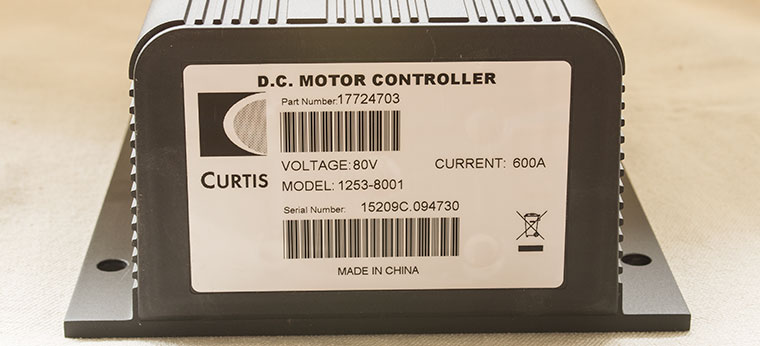 D.C. MOTOR CONTROLLER
Part Number:17724703
VOLTAGE:80V CURRENT: 600A
CURTIS
MODEL: 1253-8001
Serial Number: 15209C.094730
MADE IN CHINA